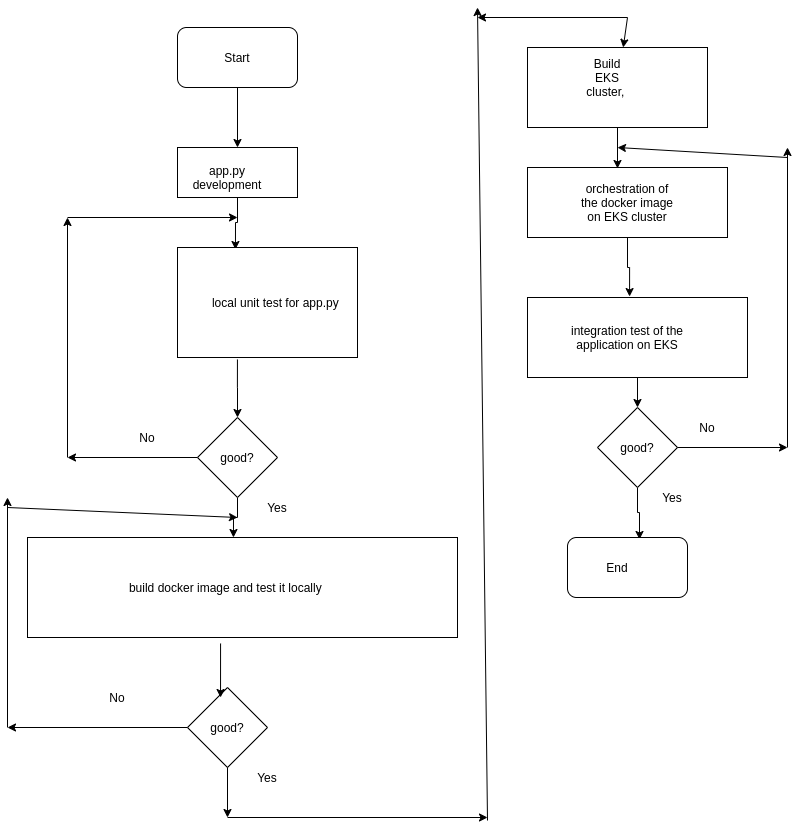 Start
app.py
development
local unit test for app.py
good?
No
Yes
build docker image and test it locally
good?
No
Yes
Build
EKS
cluster,
orchestration of
the docker image
on EKS cluster
integration test of the
application on EKS
good?
No
Yes
End